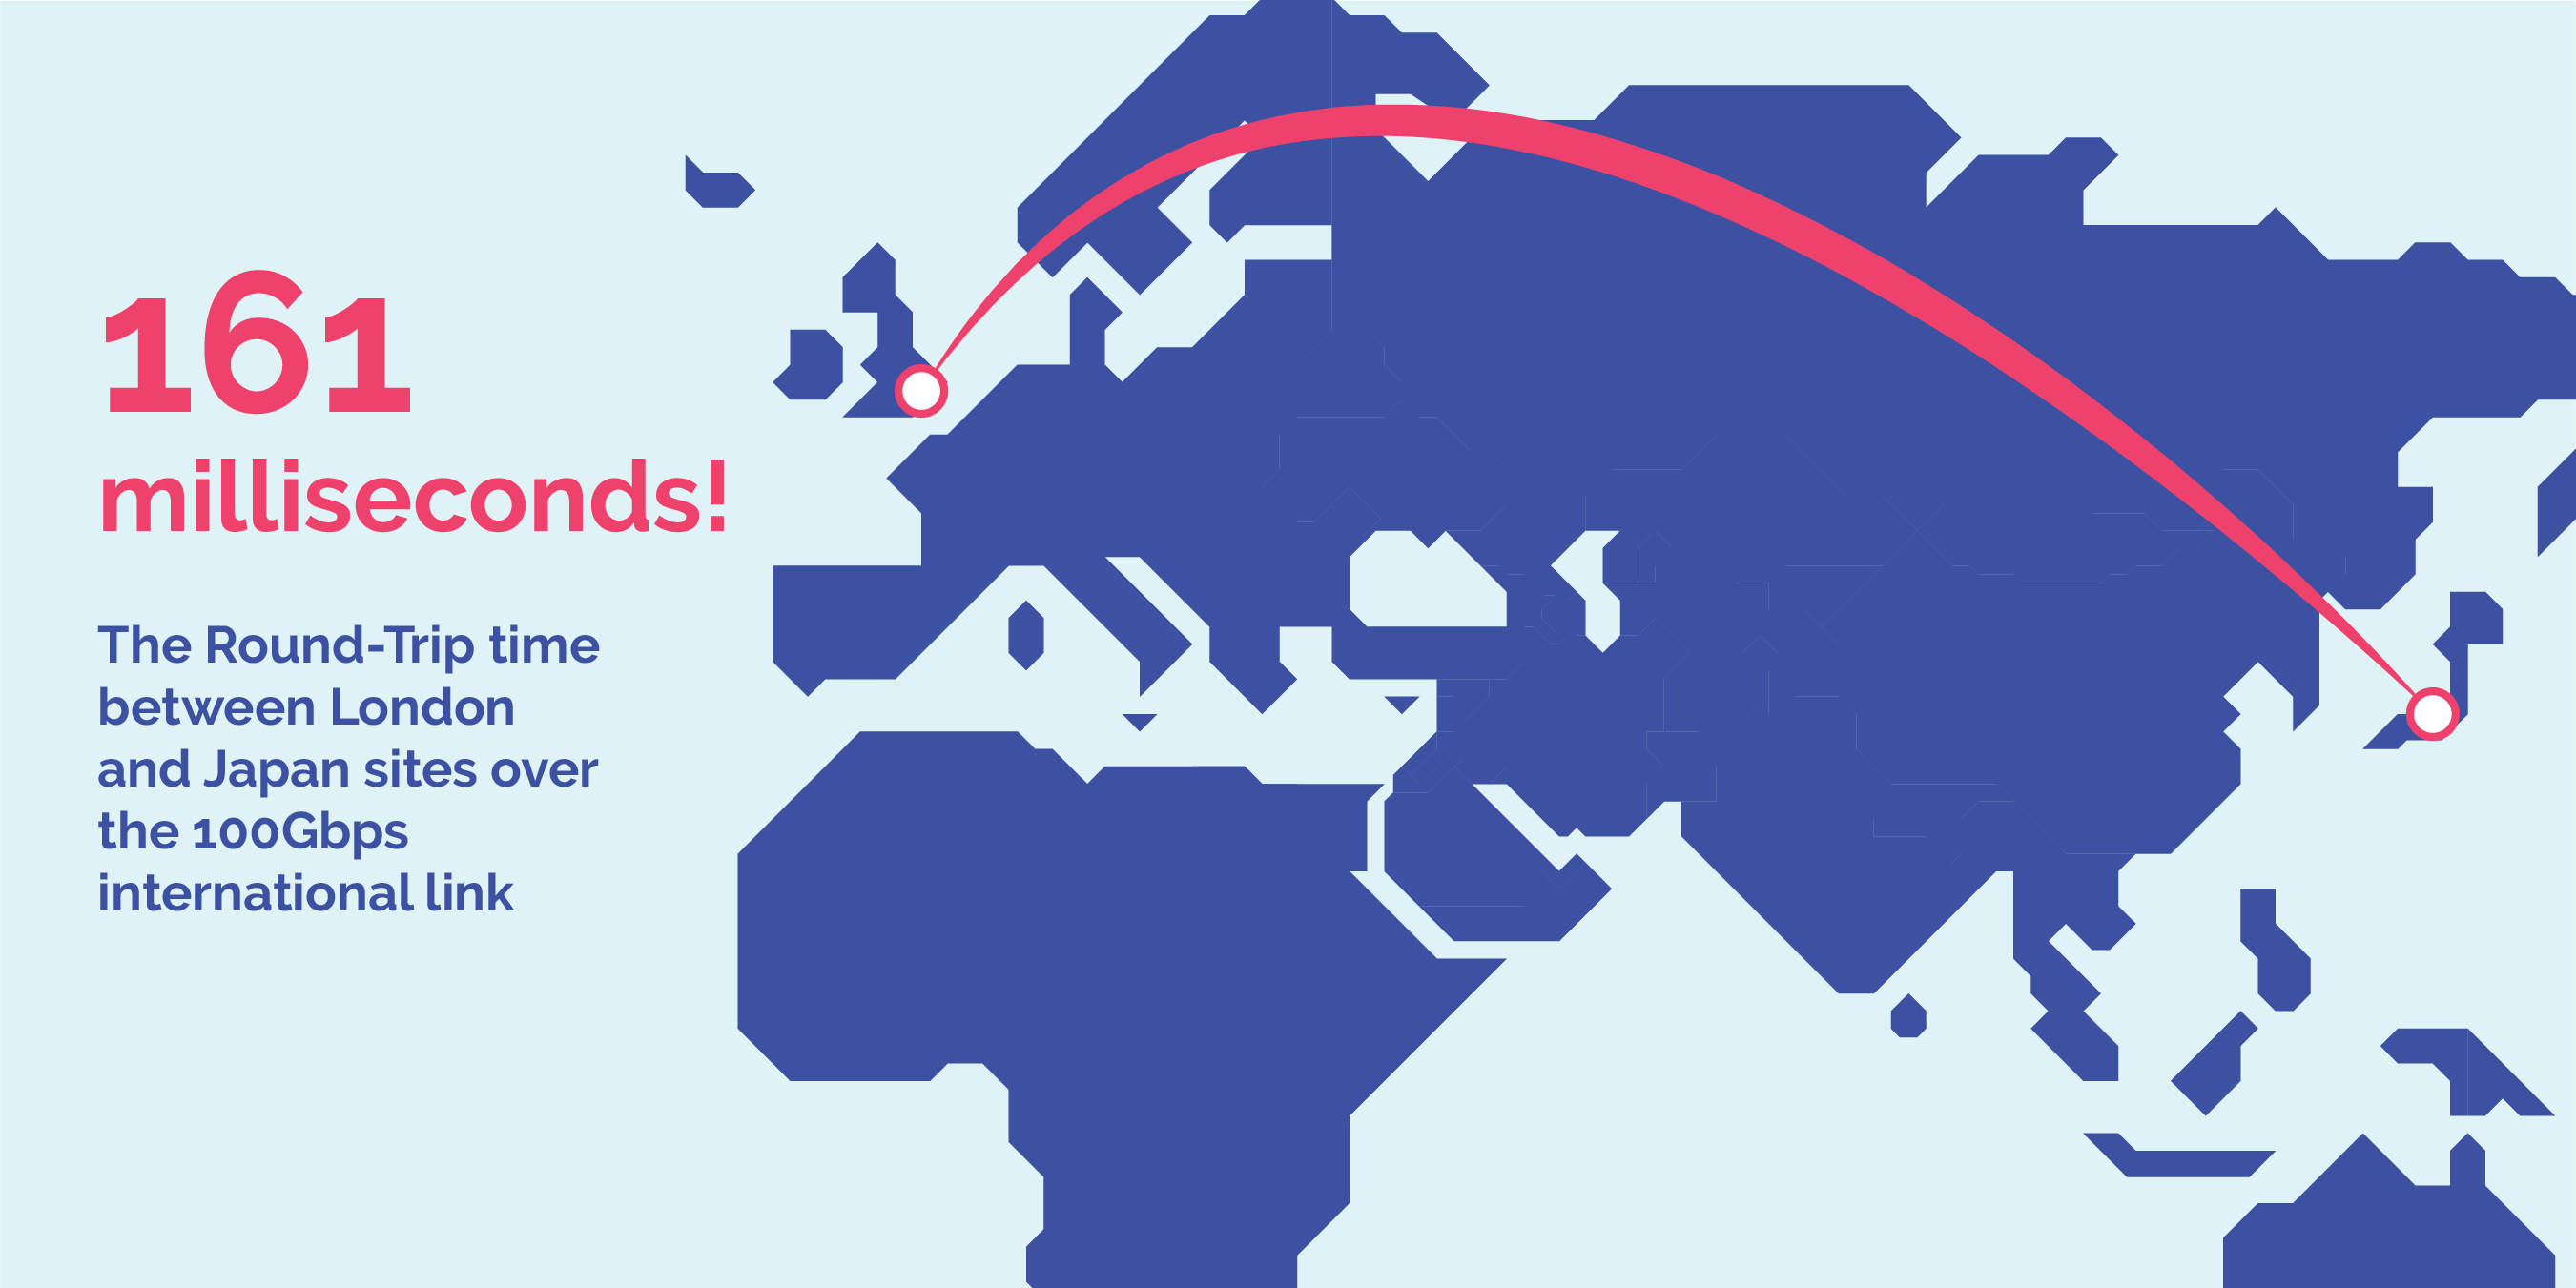 161
milliseconds!
The Round-Trip time
between London
and Japan sites over
the 100Gbps
international link